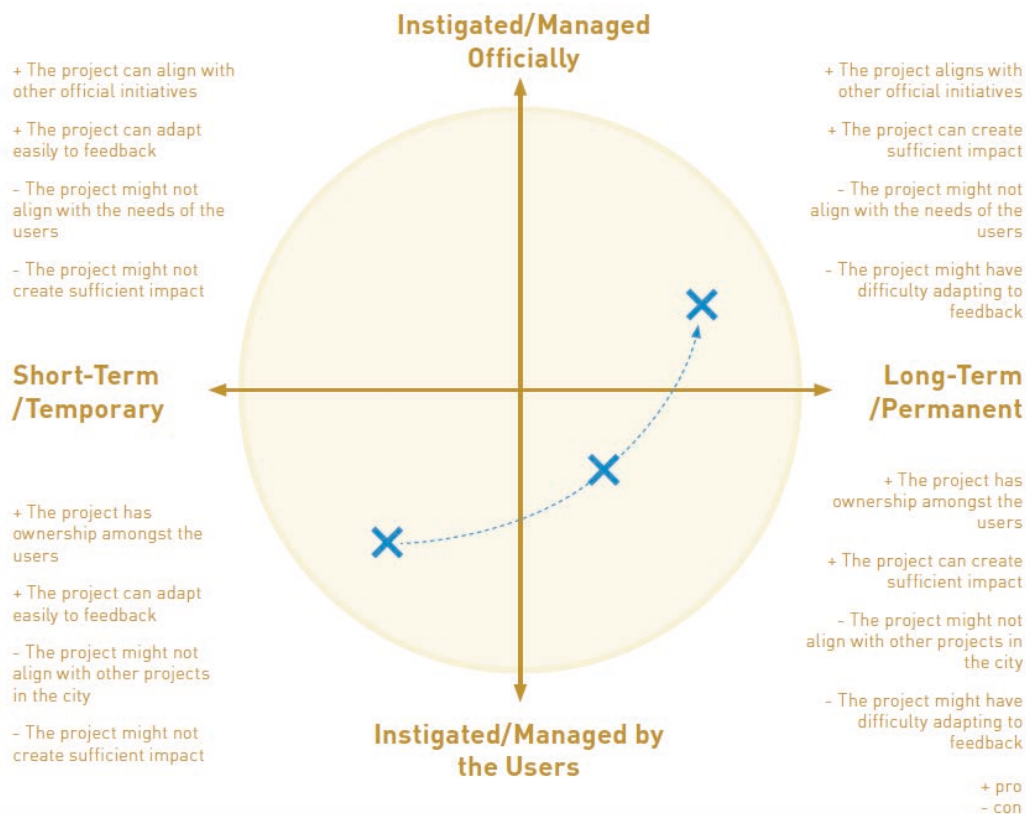 Instigated/Managed
Officially
+ The project can align with
other official initiatives
+ The project can adapt
easily to feedback
- The project might not
align with the needs of the
users
- The project might not
create sufficient impact
+ The project aligns with
other official initiatives
+ The project can create
sufficient impact
- The project might not
align with the needs of the
users
- The project might have
difficulty adapting to
feedback
Short-Term
/Temporary
Long-Term
/Permanent
+ The project has
ownership amongst the
users
+ The project can adapt
easily to feedback
- The project might not
align with other projects
in the city
- The project might not
create sufficient impact
+ The project has
ownership amongst the
users
+ The project can create
sufficient impact
- The project might not
align with other projects in
the city
- The project might have
difficulty adapting to
feedback
Instigated/Managed by
the Users
+ pro
- con